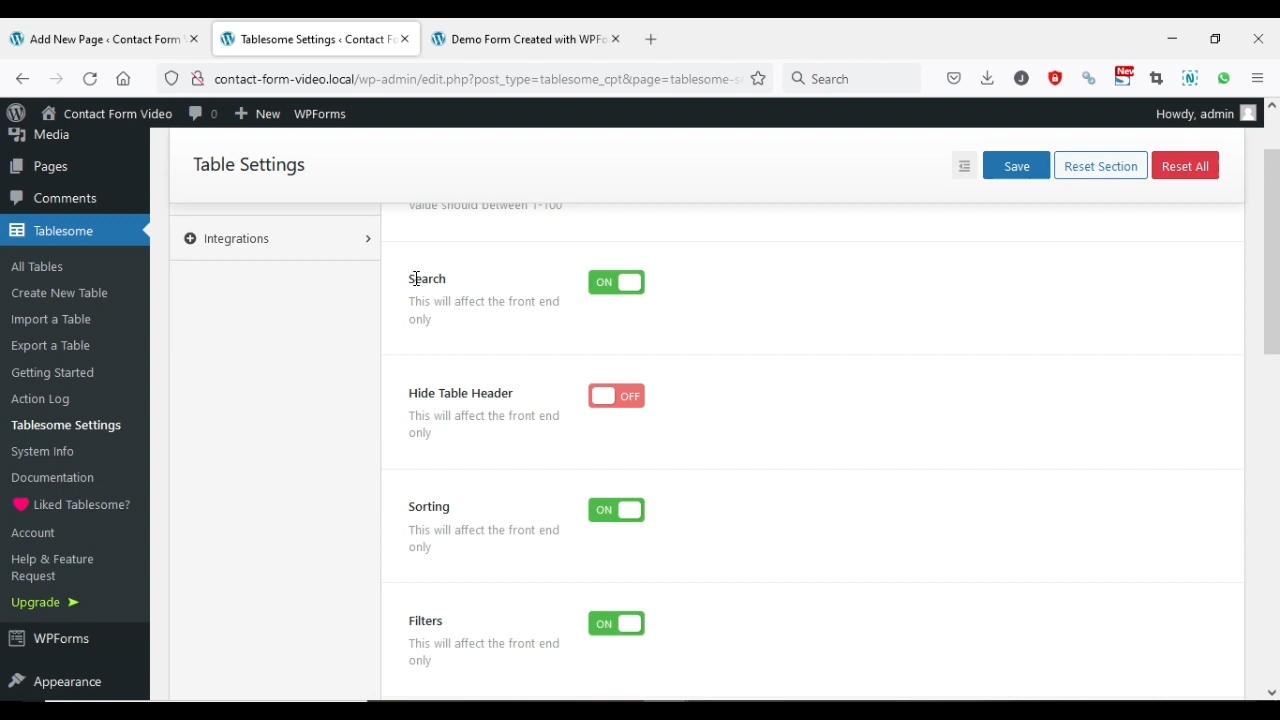 Add New Page ‹ Contact Form
Tablesome Settings ‹ Contact Fo
Demo Form Created with WPFo
contact-form-video.local/wp-admin/edit.php?post_type=tablesome_cpt&page=tablesome-s
Search
New
Contact Form Video
0
New
WPForms
Howdy, admin
Media
Pages
Comments
Tablesome
All Tables
Create New Table
Import a Table
Export a Table
Getting Started
Action Log
Tablesome Settings
System Info
Documentation
Liked Tablesome?
Account
Help & Feature
Request
Upgrade ➤
WPForms
Appearance
Table Settings
Save
Reset Section
Reset All
Integrations
Value should between 1-100
Search
This will affect the front end
only
ON
Hide Table Header
This will affect the front end
only
OFF
Sorting
This will affect the front end
only
ON
Filters
This will affect the front end
only
ON